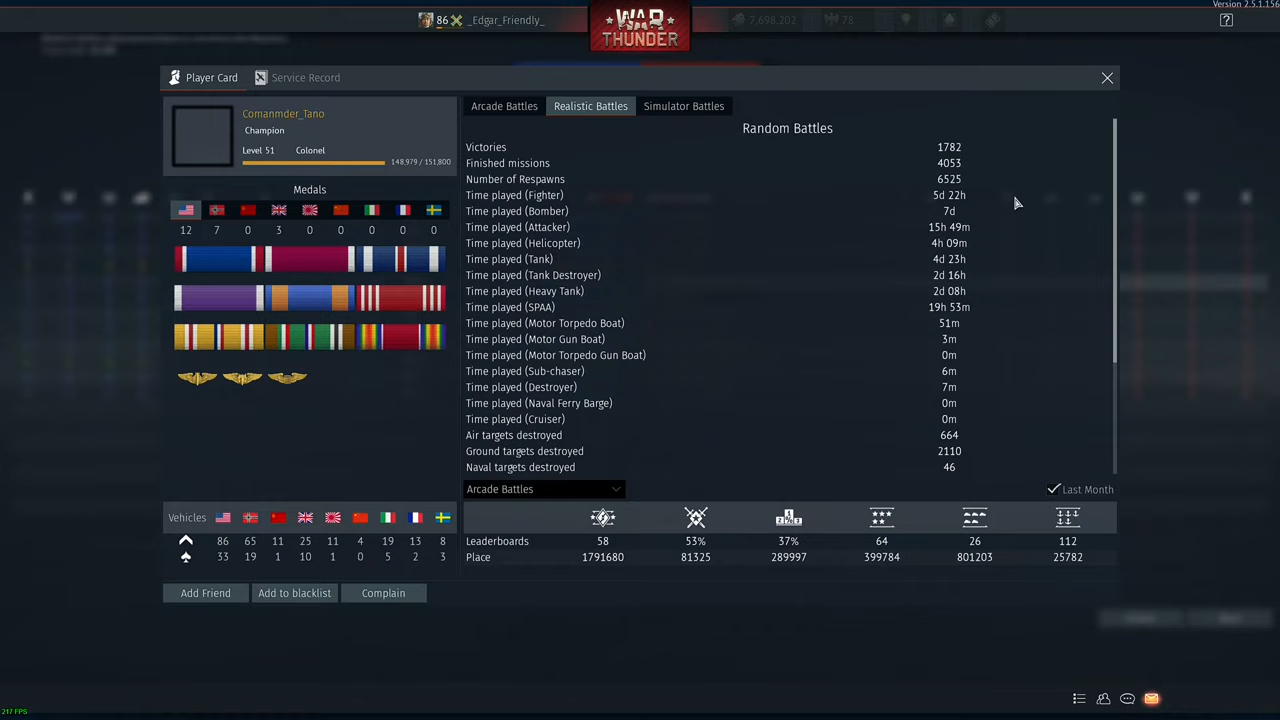 Version 2.5.1.156
86 _Edgar_Friendly_
WAR THUNDER
7,698,202 78
Player Card Service Record
Comanmder_Tano
Champion
Level 51 Colonel
148,979 / 151,800
Medals
12 7 0 3 0 0 0 0 0
Arcade Battles Realistic Battles Simulator Battles
Random Battles
Victories 1782
Finished missions 4053
Number of Respawns 6525
Time played (Fighter) 5d 22h
Time played (Bomber) 7d
Time played (Attacker) 15h 49m
Time played (Helicopter) 4h 09m
Time played (Tank) 4d 23h
Time played (Tank Destroyer) 2d 16h
Time played (Heavy Tank) 2d 08h
Time played (SPAA) 19h 53m
Time played (Motor Torpedo Boat) 51m
Time played (Motor Gun Boat) 3m
Time played (Motor Torpedo Gun Boat) 0m
Time played (Sub-chaser) 6m
Time played (Destroyer) 7m
Time played (Naval Ferry Barge) 0m
Time played (Cruiser) 0m
Air targets destroyed 664
Ground targets destroyed 2110
Naval targets destroyed 46
Arcade Battles Last Month
Vehicles
86 65 11 25 11 4 19 13 8
33 19 1 10 1 0 5 2 3
Leaderboards 58 53% 37% 64 26 112
Place 1791680 81325 289997 399784 801203 25782
Add Friend Add to blacklist Complain
217 FPS